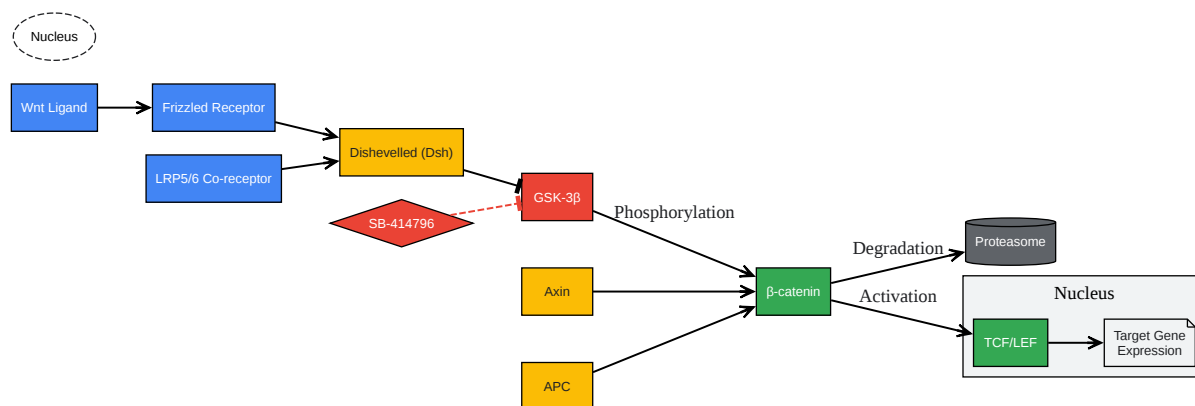 Nucleus
Wnt Ligand
Frizzled Receptor
LRP5/6 Co-receptor
Dishevelled (Dsh)
SB-414796
GSK-3β
Phosphorylation
Axin
APC
β-catenin
Degradation
Activation
Proteasome
Nucleus
TCF/LEF
Target Gene
Expression